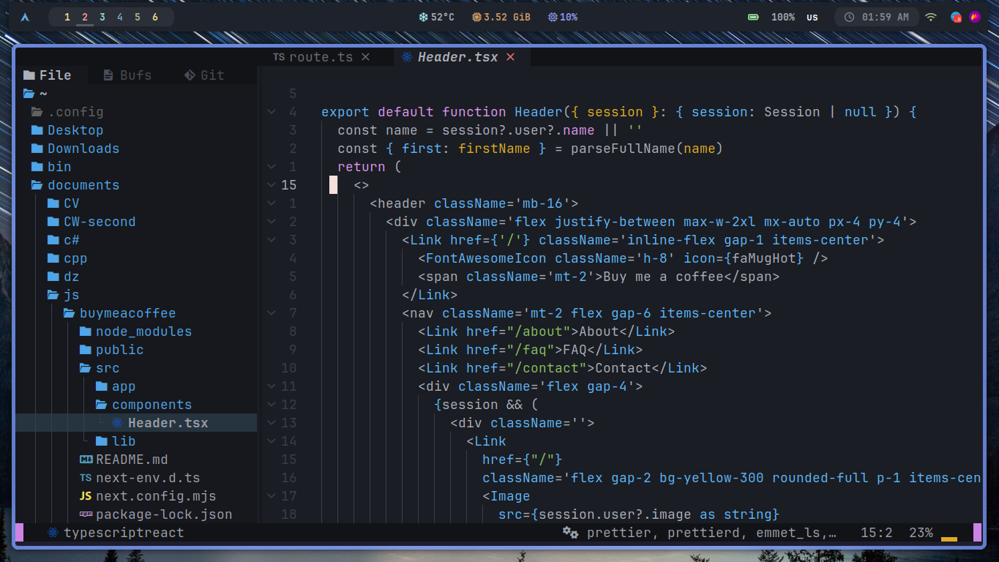 1 2 3 4 5 6 52°C 3.52 GiB 10% 100% US 01:59 AM
TS route.ts Header.tsx
File Bufs Git
~
.config
Desktop
Downloads
bin
documents
CV
CW-second
c#
cpp
dz
js
buymeacoffee
node_modules
public
src
app
components
Header.tsx
lib
README.md
TS next-env.d.ts
JS next.config.mjs
package-lock.json
5
4 export default function Header({ session }: { session: Session | null }) {
3 const name = session?.user?.name || ''
2 const { first: firstName } = parseFullName(name)
1 return (
15 <>
1 <header className='mb-16'>
2 <div className='flex justify-between max-w-2xl mx-auto px-4 py-4'>
3 <Link href={'/'} className='inline-flex gap-1 items-center'>
4 <FontAwesomeIcon className='h-8' icon={faMugHot} />
5 <span className='mt-2'>Buy me a coffee</span>
6 </Link>
7 <nav className='mt-2 flex gap-6 items-center'>
8 <Link href="/about">About</Link>
9 <Link href="/faq">FAQ</Link>
10 <Link href="/contact">Contact</Link>
11 <div className='flex gap-4'>
12 {session && (
13 <div className=''>
14 <Link
15 href={"/"}
16 className='flex gap-2 bg-yellow-300 rounded-full p-1 items-cen
17 <Image
18 src={session.user?.image as string}
typescriptreact prettier, prettierd, emmet_ls,… 15:2 23%